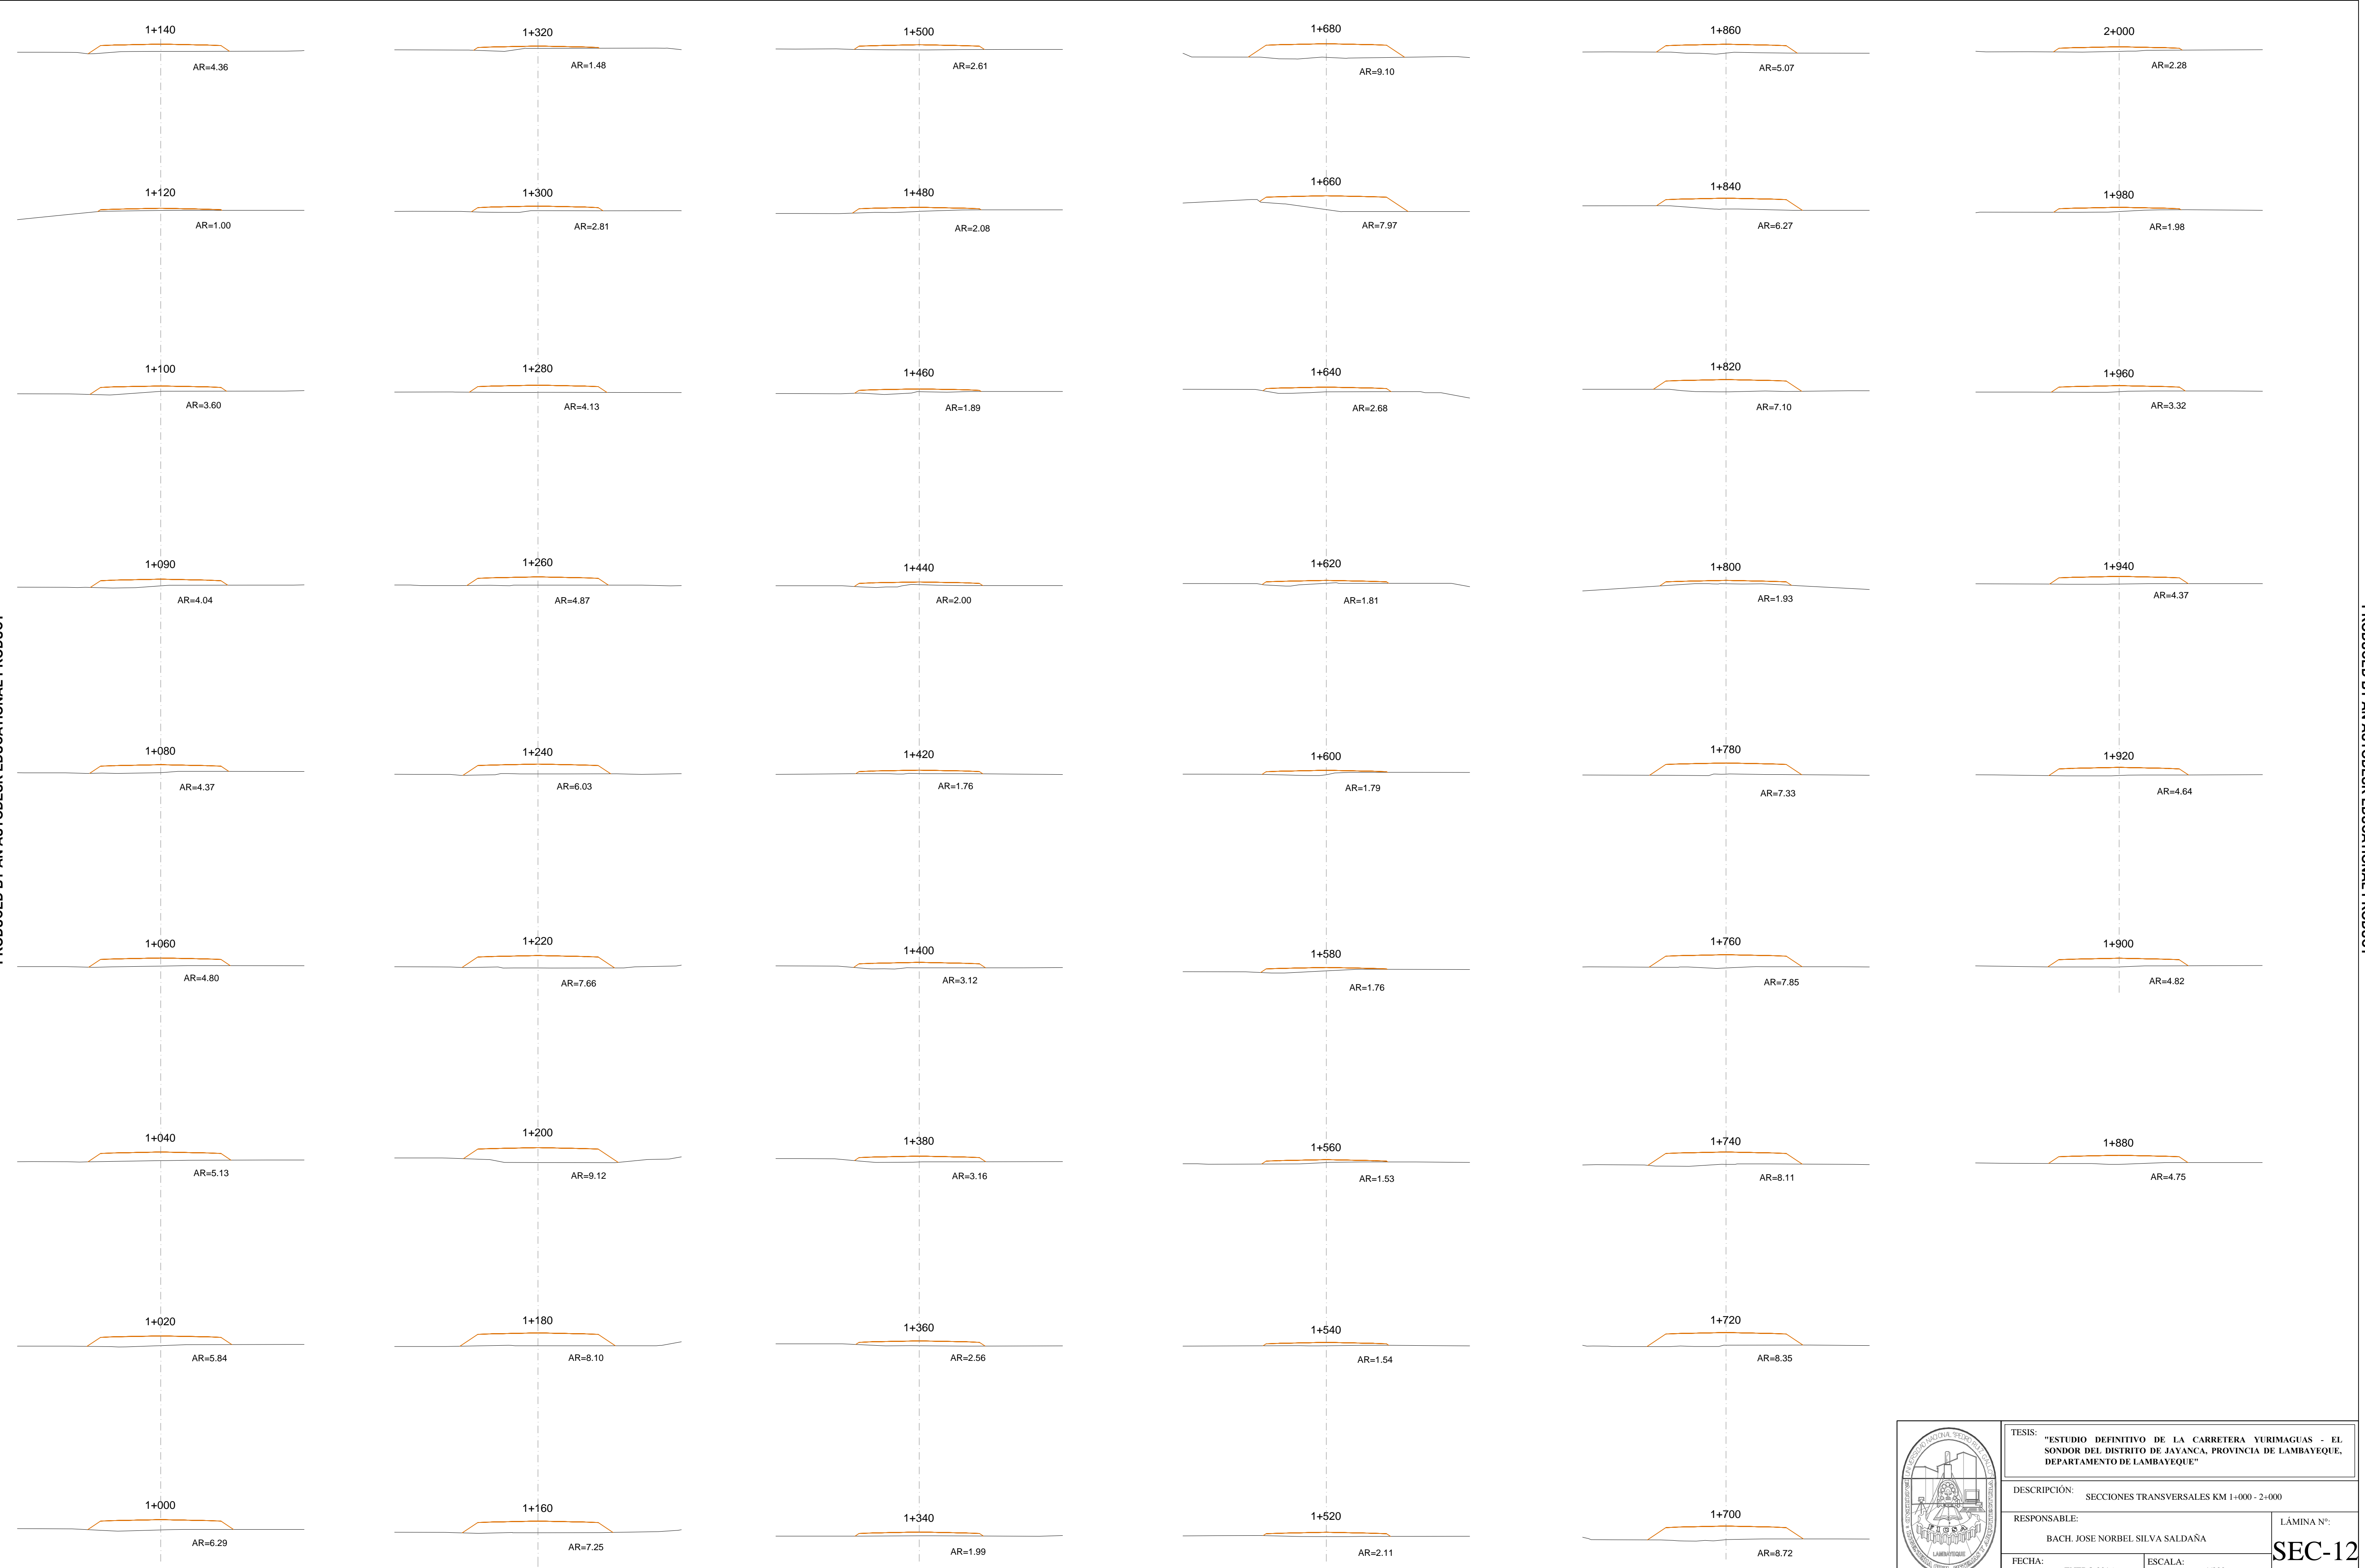 1+140
AR=4.36
1+120
AR=1.00
1+100
AR=3.60
1+090
AR=4.04
1+080
AR=4.37
1+060
AR=4.80
1+040
AR=5.13
1+020
AR=5.84
1+000
AR=6.29
1+320
AR=1.48
1+300
AR=2.81
1+280
AR=4.13
1+260
AR=4.87
1+240
AR=6.03
1+220
AR=7.66
1+200
AR=9.12
1+180
AR=8.10
1+160
AR=7.25
1+500
AR=2.61
1+480
AR=2.08
1+460
AR=1.89
1+440
AR=2.00
1+420
AR=1.76
1+400
AR=3.12
1+380
AR=3.16
1+360
AR=2.56
1+340
AR=1.99
1+680
AR=9.10
1+660
AR=7.97
1+640
AR=2.68
1+620
AR=1.81
1+600
AR=1.79
1+580
AR=1.76
1+560
AR=1.53
1+540
AR=1.54
1+520
AR=2.11
1+860
AR=5.07
1+840
AR=6.27
1+820
AR=7.10
1+800
AR=1.93
1+780
AR=7.33
1+760
AR=7.85
1+740
AR=8.11
1+720
AR=8.35
1+700
AR=8.72
2+000
AR=2.28
1+980
AR=1.98
1+960
AR=3.32
1+940
AR=4.37
1+920
AR=4.64
1+900
AR=4.82
1+880
AR=4.75
TESIS:
"ESTUDIO DEFINITIVO DE LA CARRETERA YURIMAGUAS - EL
SONDOR DEL DISTRITO DE JAYANCA, PROVINCIA DE LAMBAYEQUE,
DEPARTAMENTO DE LAMBAYEQUE"
DESCRIPCIÓN:
SECCIONES TRANSVERSALES KM 1+000 - 2+000
RESPONSABLE:
BACH. JOSE NORBEL SILVA SALDAÑA
LÁMINA N°:
SEC-12
FECHA:
ESCALA:
FICSA
LAMBAYEQUE